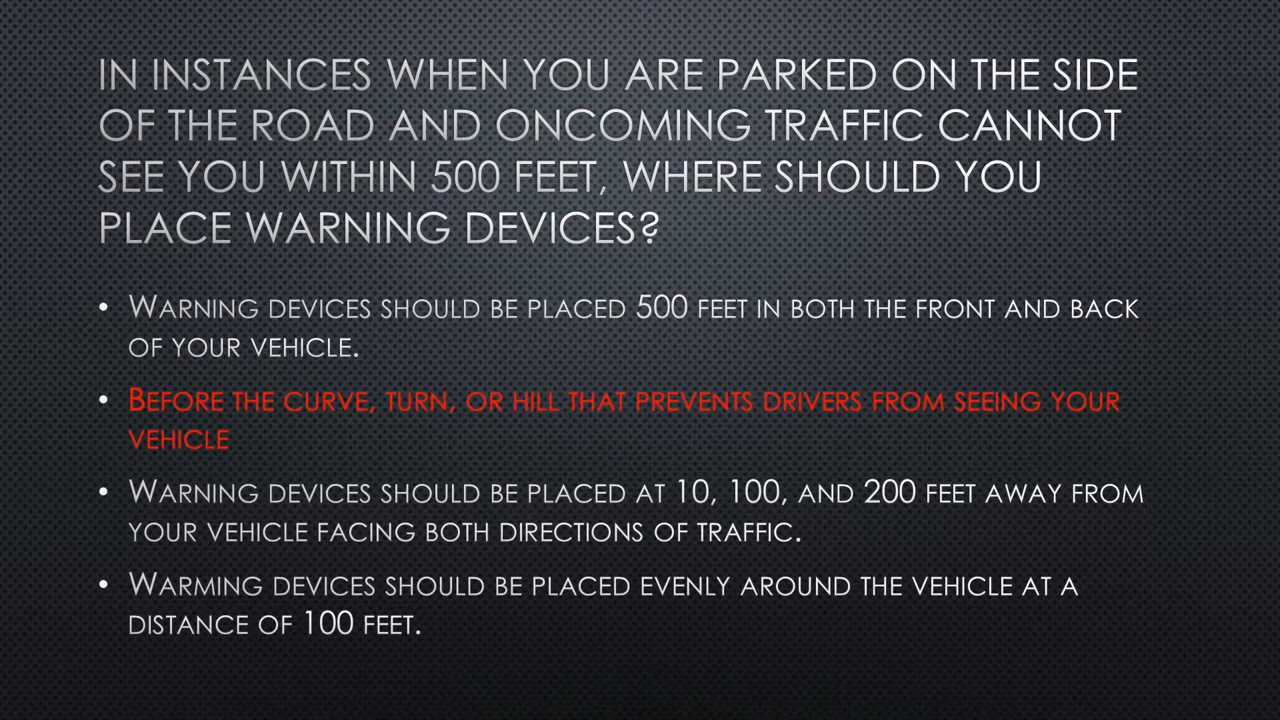 IN INSTANCES WHEN YOU ARE PARKED ON THE SIDE
OF THE ROAD AND ONCOMING TRAFFIC CANNOT
SEE YOU WITHIN 500 FEET, WHERE SHOULD YOU
PLACE WARNING DEVICES?
• WARNING DEVICES SHOULD BE PLACED 500 FEET IN BOTH THE FRONT AND BACK
OF YOUR VEHICLE.
• BEFORE THE CURVE, TURN, OR HILL THAT PREVENTS DRIVERS FROM SEEING YOUR
VEHICLE
• WARNING DEVICES SHOULD BE PLACED AT 10, 100, AND 200 FEET AWAY FROM
YOUR VEHICLE FACING BOTH DIRECTIONS OF TRAFFIC.
• WARMING DEVICES SHOULD BE PLACED EVENLY AROUND THE VEHICLE AT A
DISTANCE OF 100 FEET.